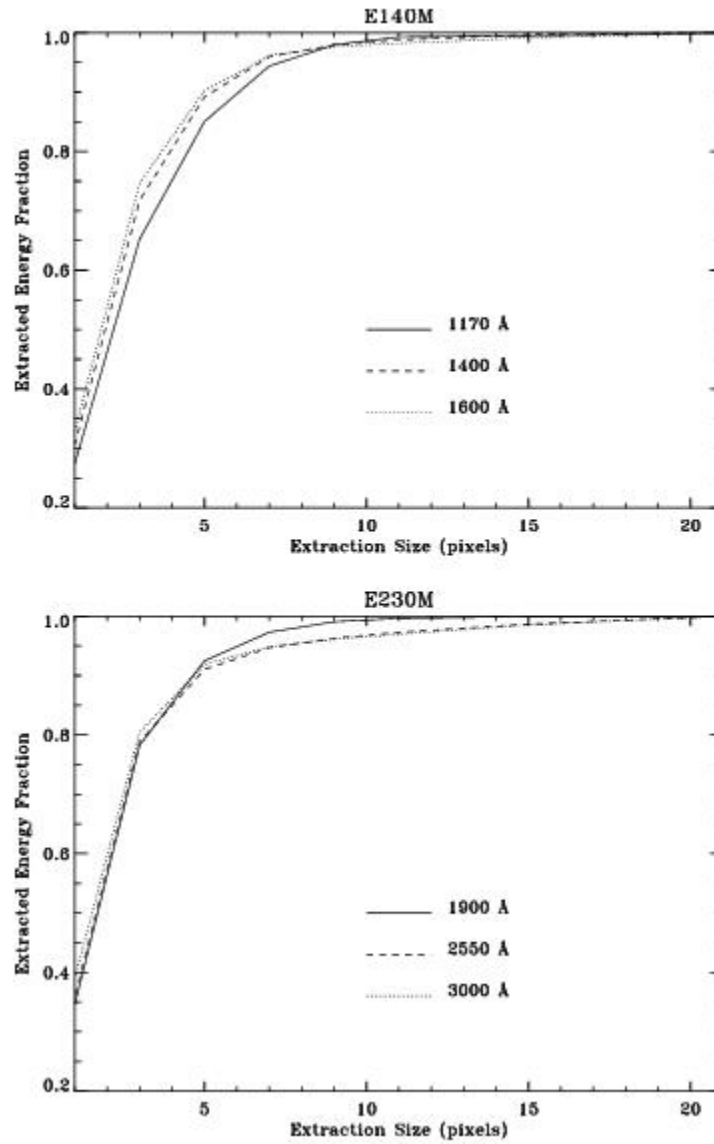 E140M
1.0
0.8
0.6
0.4
0.2
Extracted Energy Fraction
1170 Å
1400 Å
1600 Å
5
10
15
20
Extraction Size (pixels)
E230M
1.0
0.8
0.6
0.4
0.2
Extracted Energy Fraction
1900 Å
2550 Å
3000 Å
5
10
15
20
Extraction Size (pixels)